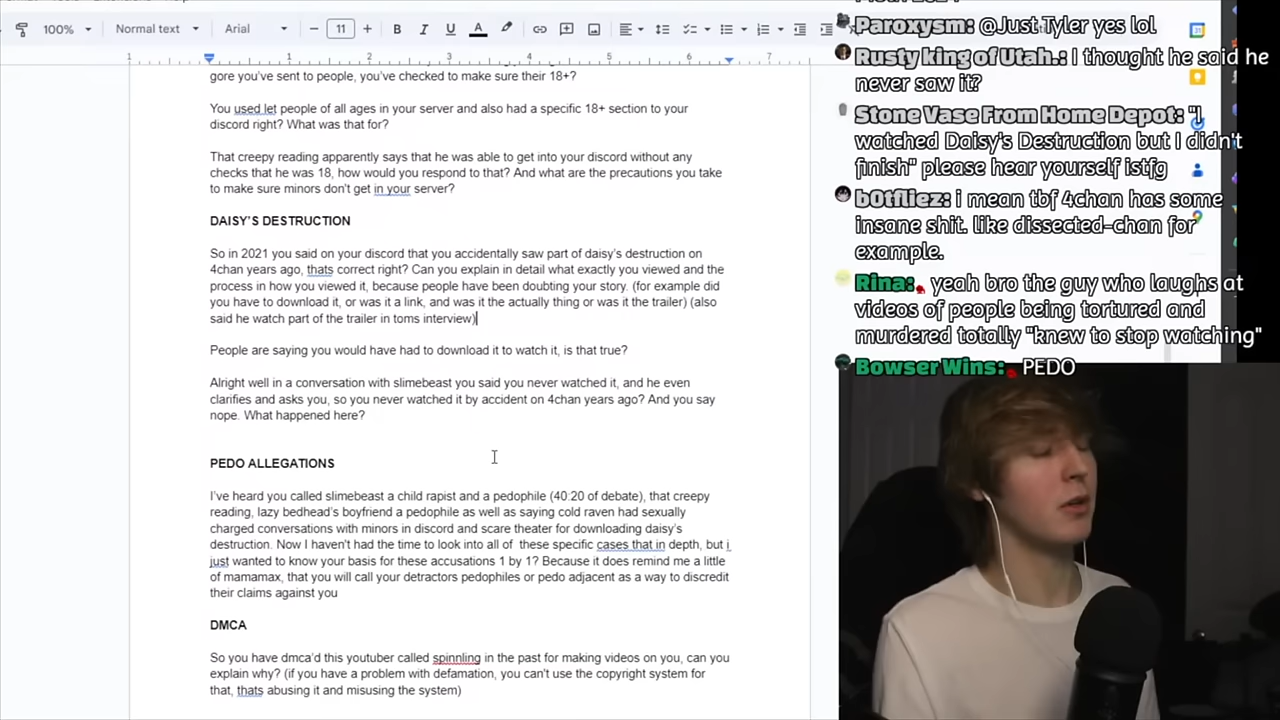 100%
Normal text
Arial
11
B
I
U
A
1
1
2
3
4
5
6
7
gore you've sent to people, you've checked to make sure their 18+?
You used let people of all ages in your server and also had a specific 18+ section to your
discord right? What was that for?
That creepy reading apparently says that he was able to get into your discord without any
checks that he was 18, how would you respond to that? And what are the precautions you take
to make sure minors don't get in your server?
DAISY'S DESTRUCTION
So in 2021 you said on your discord that you accidentally saw part of daisy's destruction on
4chan years ago, thats correct right? Can you explain in detail what exactly you viewed and the
process in how you viewed it, because people have been doubting your story. (for example did
you have to download it, or was it a link, and was it the actually thing or was it the trailer) (also
said he watch part of the trailer in toms interview)
People are saying you would have had to download it to watch it, is that true?
Alright well in a conversation with slimebeast you said you never watched it, and he even
clarifies and asks you, so you never watched it by accident on 4chan years ago? And you say
nope. What happened here?
PEDO ALLEGATIONS
I've heard you called slimebeast a child rapist and a pedophile (40:20 of debate), that creepy
reading, lazy bedhead's boyfriend a pedophile as well as saying cold raven had sexually
charged conversations with minors in discord and scare theater for downloading daisy's
destruction. Now I haven't had the time to look into all of these specific cases that in depth, but i
just wanted to know your basis for these accusations 1 by 1? Because it does remind me a little
of mamamax, that you will call your detractors pedophiles or pedo adjacent as a way to discredit
their claims against you
DMCA
So you have dmca'd this youtuber called spinnling in the past for making videos on you, can you
explain why? (if you have a problem with defamation, you can't use the copyright system for
that, thats abusing it and misusing the system)
Paroxysm: @Just Tyler yes lol
Rusty king of Utah.: I thought he said he
never saw it?
Stone Vase From Home Depot: "I
watched Daisy's Destruction but I didn't
finish" please hear yourself istfg
b0tfliez: i mean tbf 4chan has some
insane shit. like dissected-chan for
example.
Rina: yeah bro the guy who laughs at
videos of people being tortured and
murdered totally "knew to stop watching"
Bowser Wins: PEDO